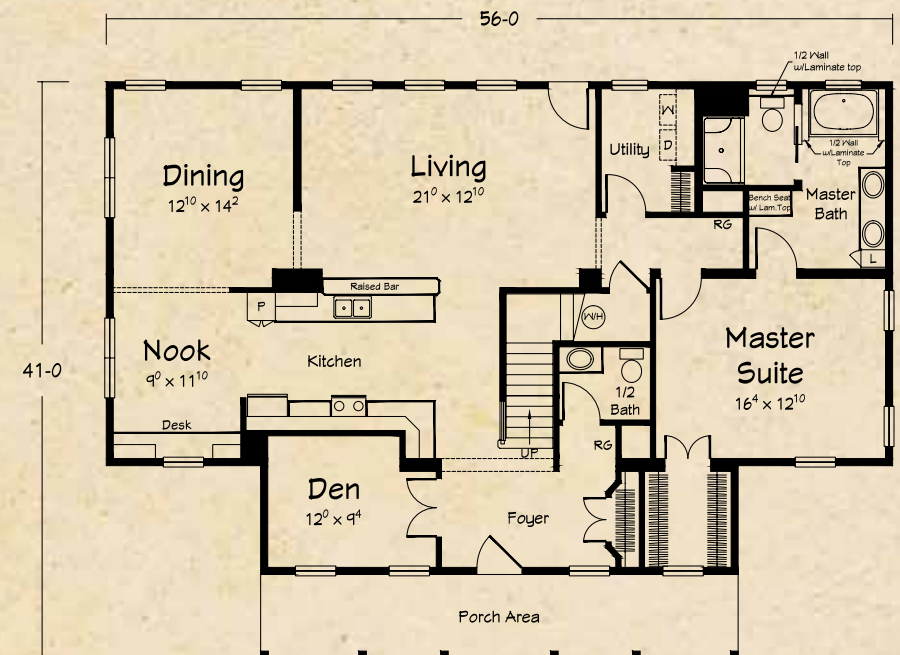 56-0
1/2 Wall
w/Laminate top
W
D
Utility
1/2 Wall
w/Laminate
Top
Dining
12¹⁰ x 14²
Living
21⁰ x 12¹⁰
Master
Bath
Bench Seat
w/ Lam.Top
RG
L
Raised Bar
P
W/H
41-0
Nook
9⁰ x 11¹⁰
Kitchen
Master
Suite
16⁴ x 12¹⁰
1/2
Bath
Desk
UP
RG
Den
12⁰ x 9⁴
Foyer
Porch Area